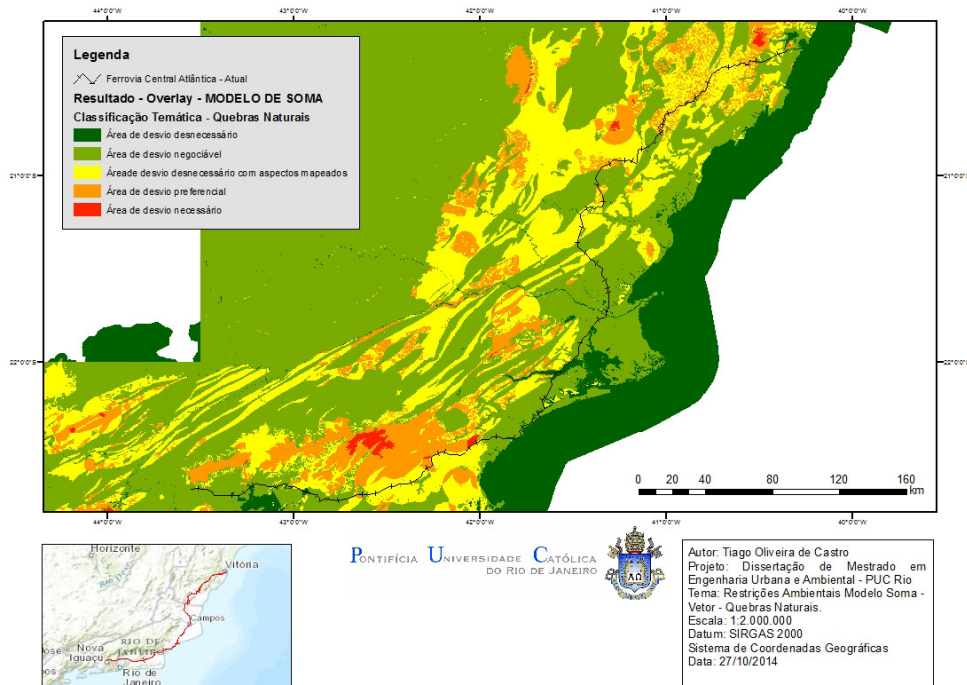 44°0'0"W 43°0'0"W 42°0'0"W 41°0'0"W 40°0'0"W
Legenda
Ferrovia Central Atlântica - Atual
Resultado - Overlay - MODELO DE SOMA
Classificação Temática - Quebras Naturais
Área de desvio desnecessário
Área de desvio negociável
Áreade desvio desnecessário com aspectos mapeados
Área de desvio preferencial
Área de desvio necessário
21°0'0"S 21°0'0"S
22°0'0"S 22°0'0"S
0 20 40 80 120 160
km
44°0'0"W 43°0'0"W 42°0'0"W 41°0'0"W 40°0'0"W
Horizonte
Vitória
Campos
RIO DE
JANEIRO
José
Nova
Iguaçu
Rio de
Janeiro
PONTIFÍCIA UNIVERSIDADE CATÓLICA
DO RIO DE JANEIRO
Autor: Tiago Oliveira de Castro
Projeto: Dissertação de Mestrado em
Engenharia Urbana e Ambiental - PUC Rio
Tema: Restrições Ambientais Modelo Soma -
Vetor - Quebras Naturais.
Escala: 1:2.000.000
Datum: SIRGAS 2000
Sistema de Coordenadas Geográficas
Data: 27/10/2014